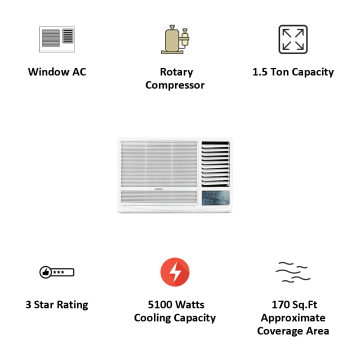 Window AC
Rotary
Compressor
1.5 Ton Capacity
3 Star Rating
5100 Watts
Cooling Capacity
170 Sq.Ft
Approximate
Coverage Area